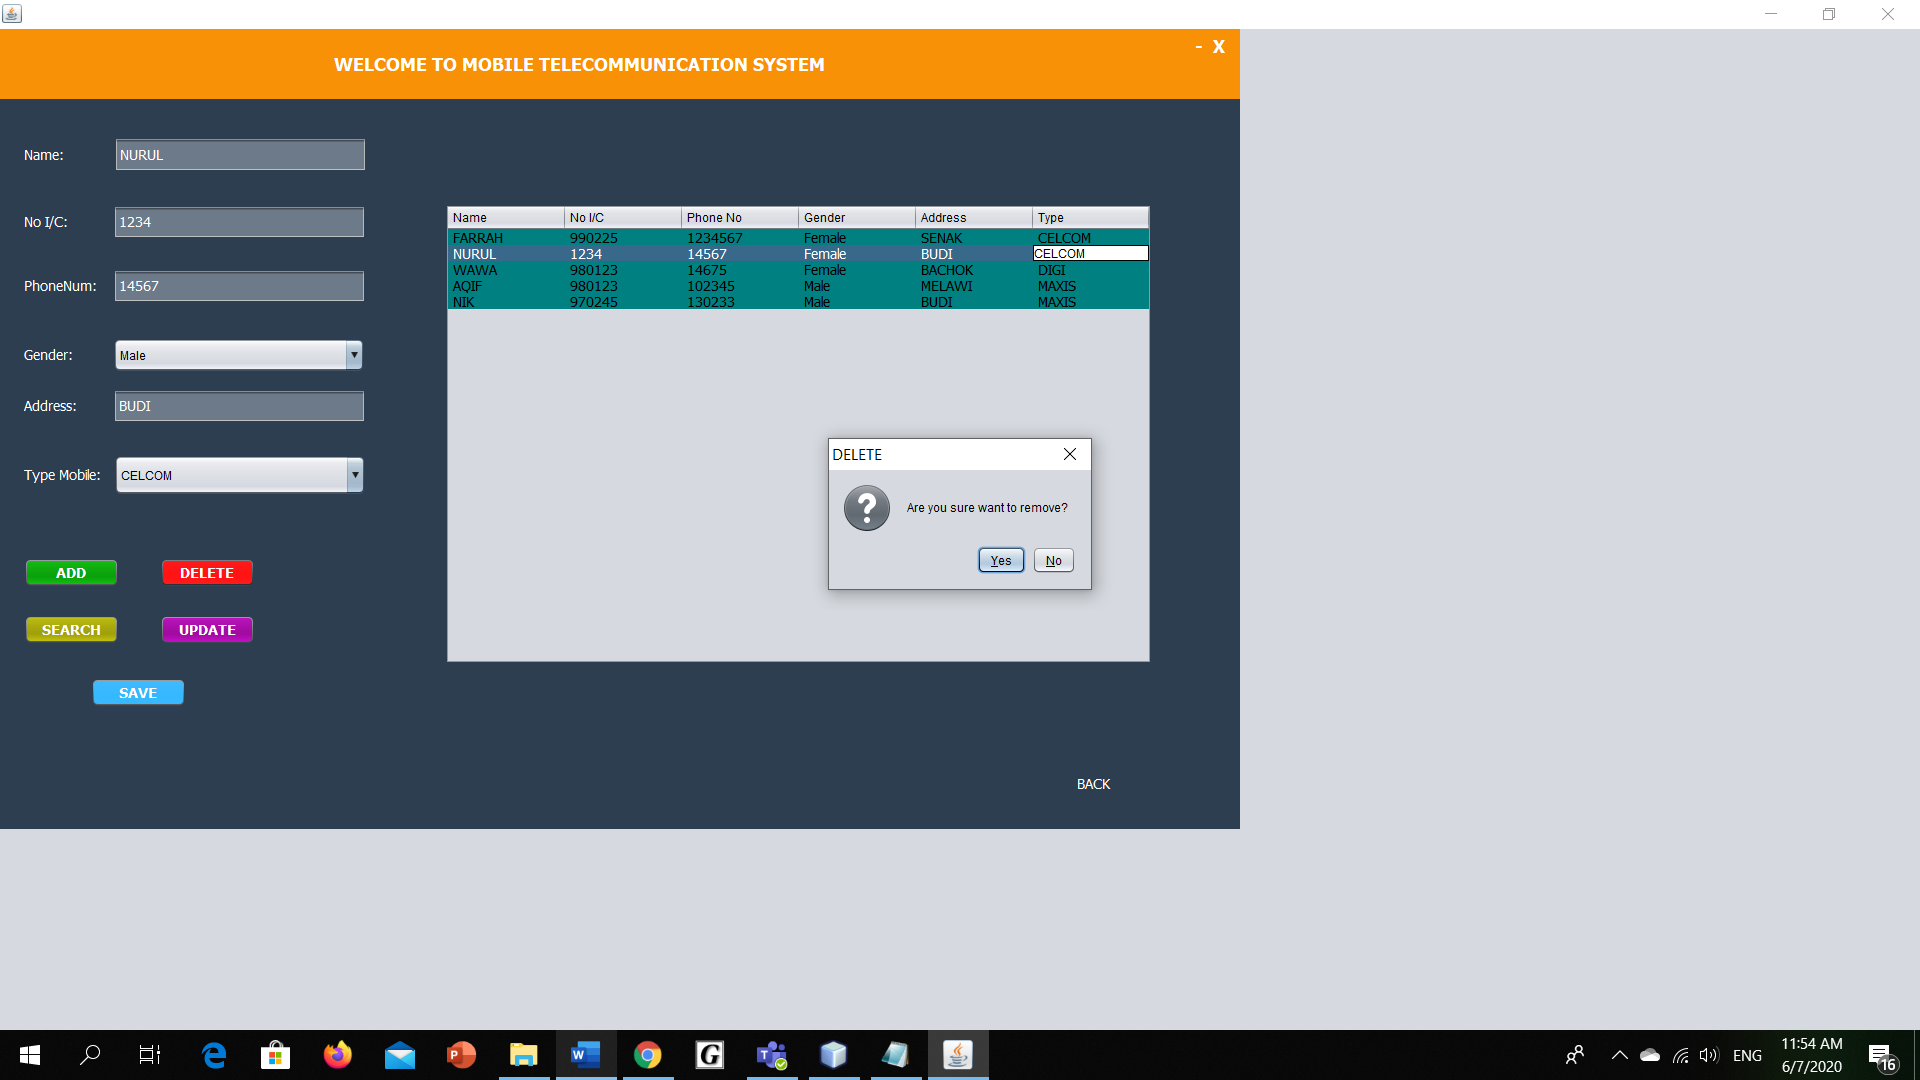 WELCOME TO MOBILE TELECOMMUNICATION SYSTEM
- X
Name: NURUL
No I/C: 1234
PhoneNum: 14567
Gender: Male
Address: BUDI
Type Mobile: CELCOM
ADD DELETE
SEARCH UPDATE
SAVE
Name No I/C Phone No Gender Address Type
FARRAH 990225 1234567 Female SENAK CELCOM
NURUL 1234 14567 Female BUDI CELCOM
WAWA 980123 14675 Female BACHOK DIGI
AQIF 980123 102345 Male MELAWI MAXIS
NIK 970245 130233 Male BUDI MAXIS
DELETE
?
Are you sure want to remove?
Yes No
BACK
ENG
11:54 AM
6/7/2020
16